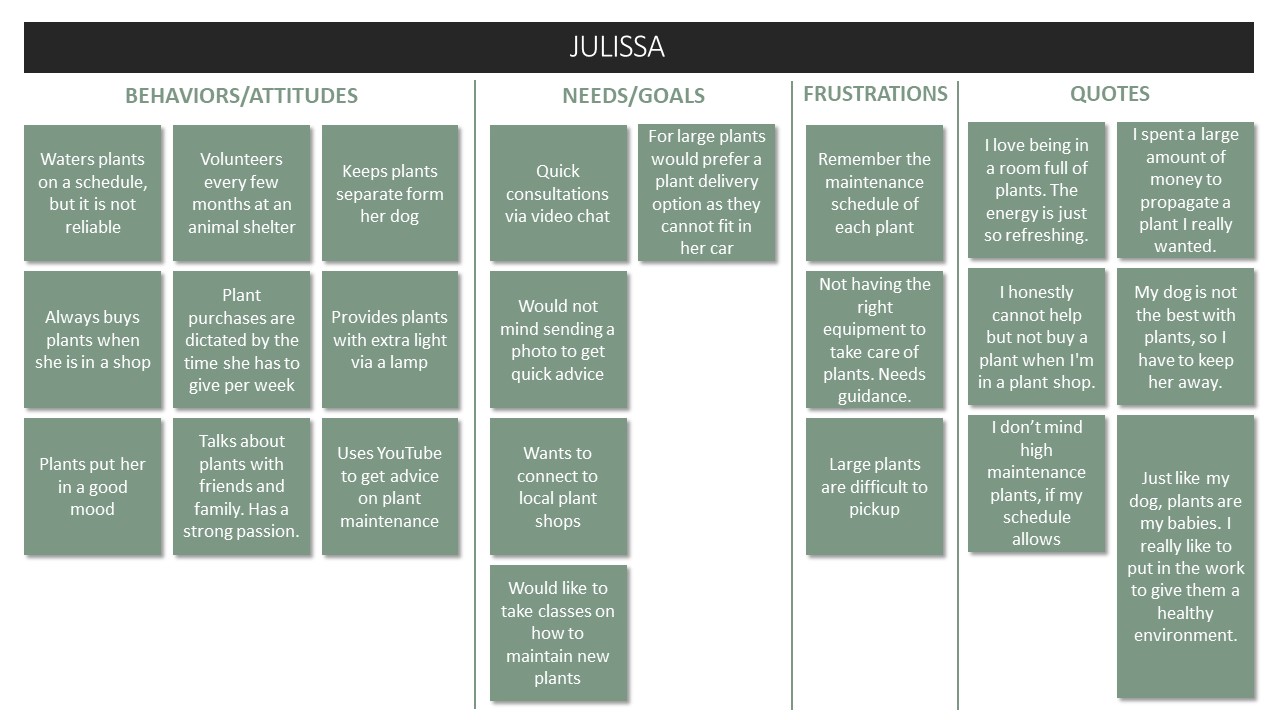 JULISSA
BEHAVIORS/ATTITUDES
Waters plants
on a schedule,
but it is not
reliable
Volunteers
every few
months at an
animal shelter
Keeps plants
separate form
her dog
Always buys
plants when
she is in a shop
Plant
purchases are
dictated by the
time she has to
give per week
Provides plants
with extra light
via a lamp
Plants put her
in a good
mood
Talks about
plants with
friends and
family. Has a
strong passion.
Uses YouTube
to get advice
on plant
maintenance
NEEDS/GOALS
Quick
consultations
via video chat
For large plants
would prefer a
plant delivery
option as they
cannot fit in
her car
Would not
mind sending a
photo to get
quick advice
Wants to
connect to
local plant
shops
Would like to
take classes on
how to
maintain new
plants
FRUSTRATIONS
Remember the
maintenance
schedule of
each plant
Not having the
right
equipment to
take care of
plants. Needs
guidance.
Large plants
are difficult to
pickup
QUOTES
I love being in
a room full of
plants. The
energy is just
so refreshing.
I spent a large
amount of
money to
propagate a
plant I really
wanted.
I honestly
cannot help
but not buy a
plant when I'm
in a plant shop.
My dog is not
the best with
plants, so I
have to keep
her away.
I don’t mind
high
maintenance
plants, if my
schedule
allows
Just like my
dog, plants are
my babies. I
really like to
put in the work
to give them a
healthy
environment.